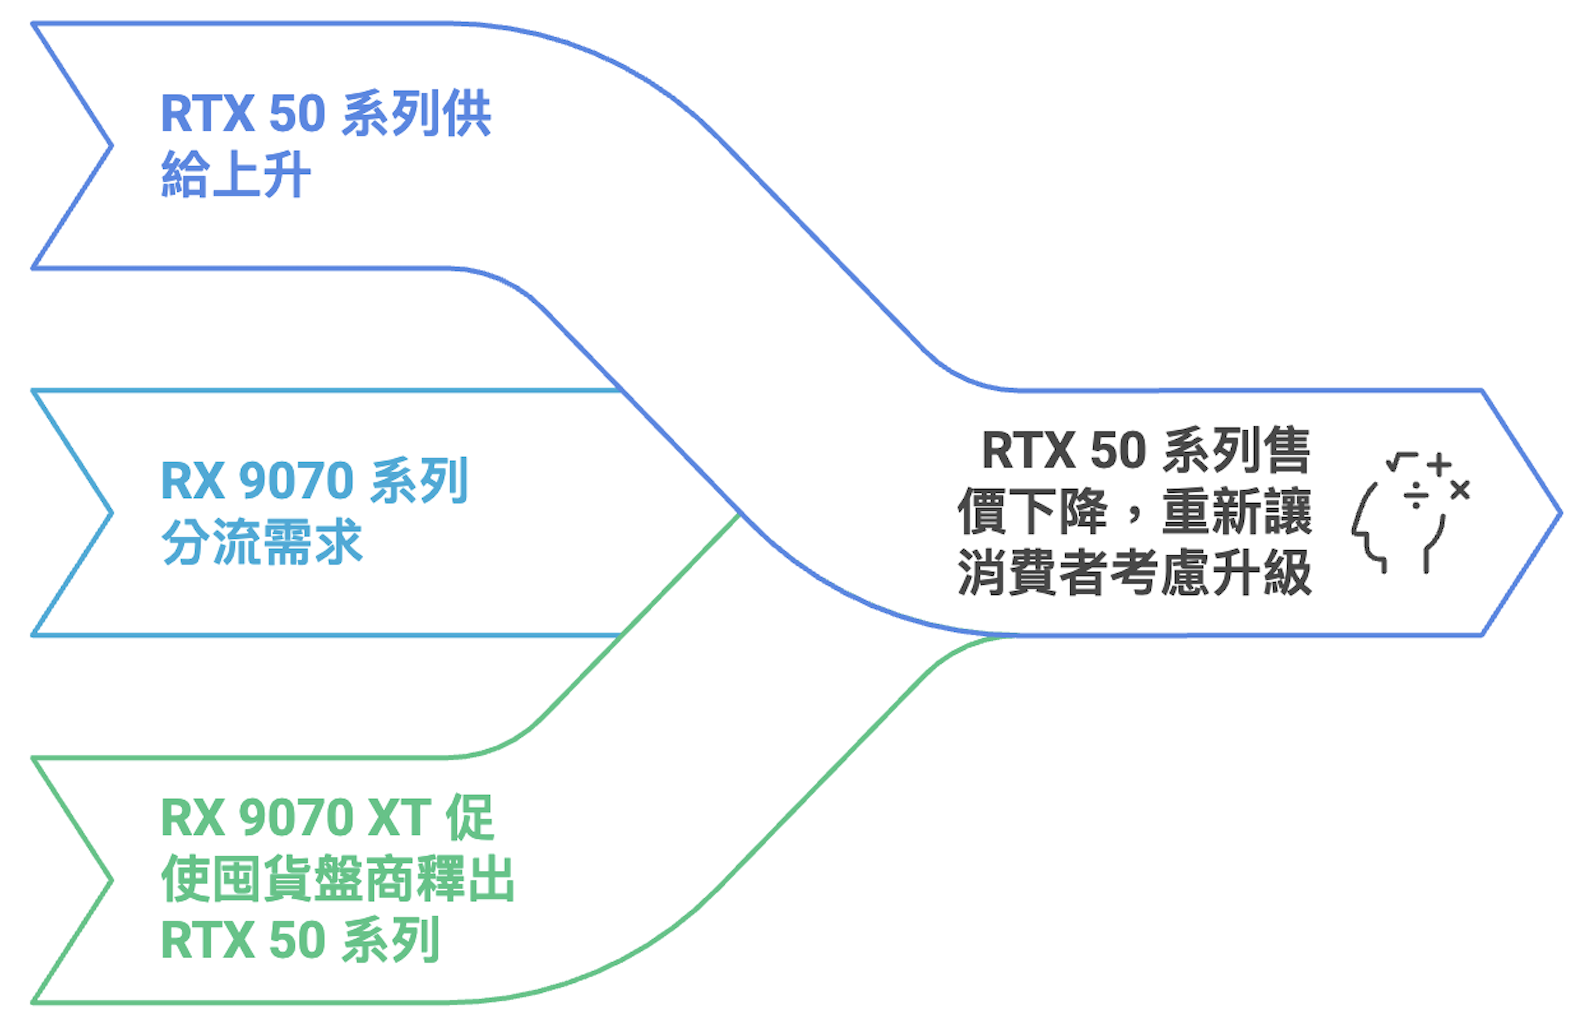 RTX 50 系列供
給上升
RX 9070 系列
分流需求
RX 9070 XT 促
使囤貨盤商釋出
RTX 50 系列
RTX 50 系列售
價下降，重新讓
消費者考慮升級